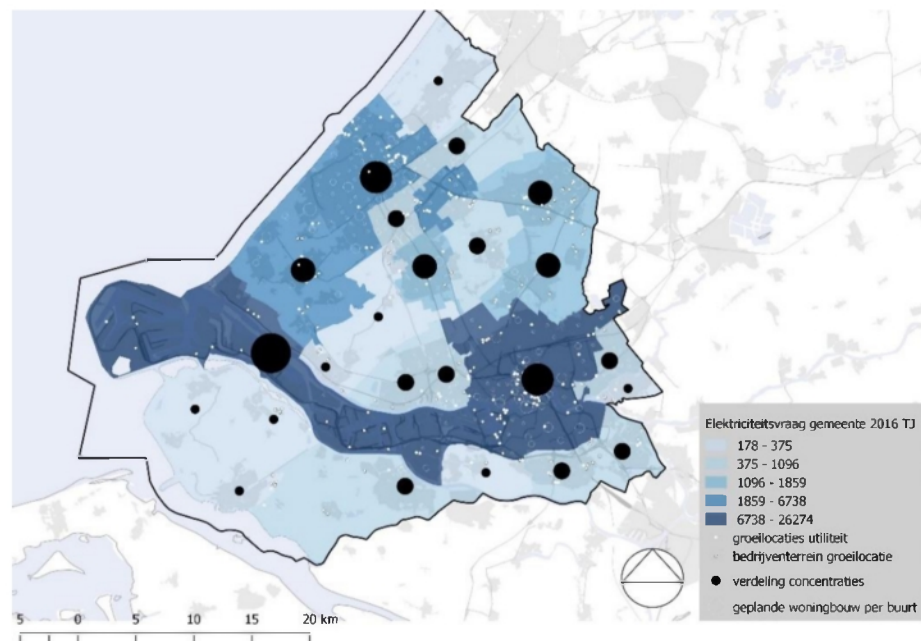 Elektriciteitsvraag gemeente 2016 TJ
178 - 375
375 - 1096
1096 - 1859
1859 - 6738
6738 - 26274
groeilocaties utiliteit
bedrijventerrein groeilocatie
verdeling concentraties
geplande woningbouw per buurt
5 0 5 10 15 20 km